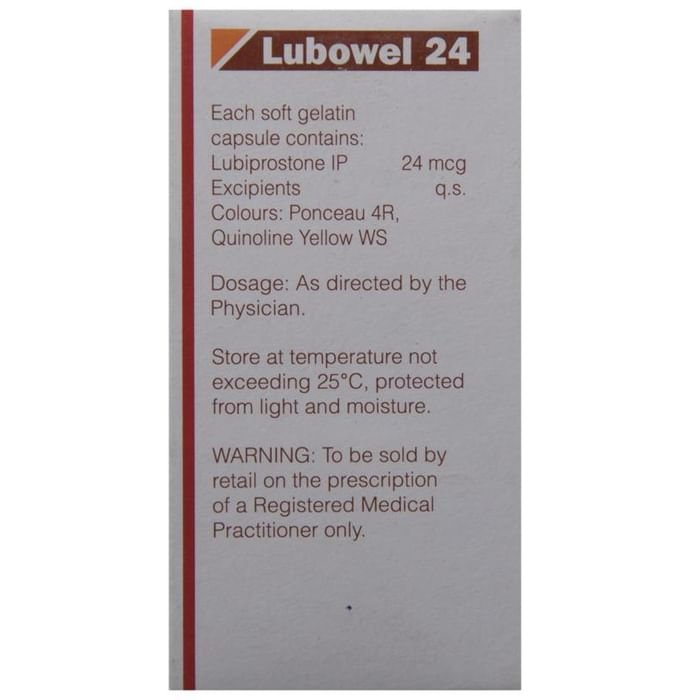 Lubowel 24
Each soft gelatin
capsule contains:
Lubiprostone IP 24 mcg
Excipients q.s.
Colours: Ponceau 4R,
Quinoline Yellow WS
Dosage: As directed by the
Physician.
Store at temperature not
exceeding 25°C, protected
from light and moisture.
WARNING: To be sold by
retail on the prescription
of a Registered Medical
Practitioner only.